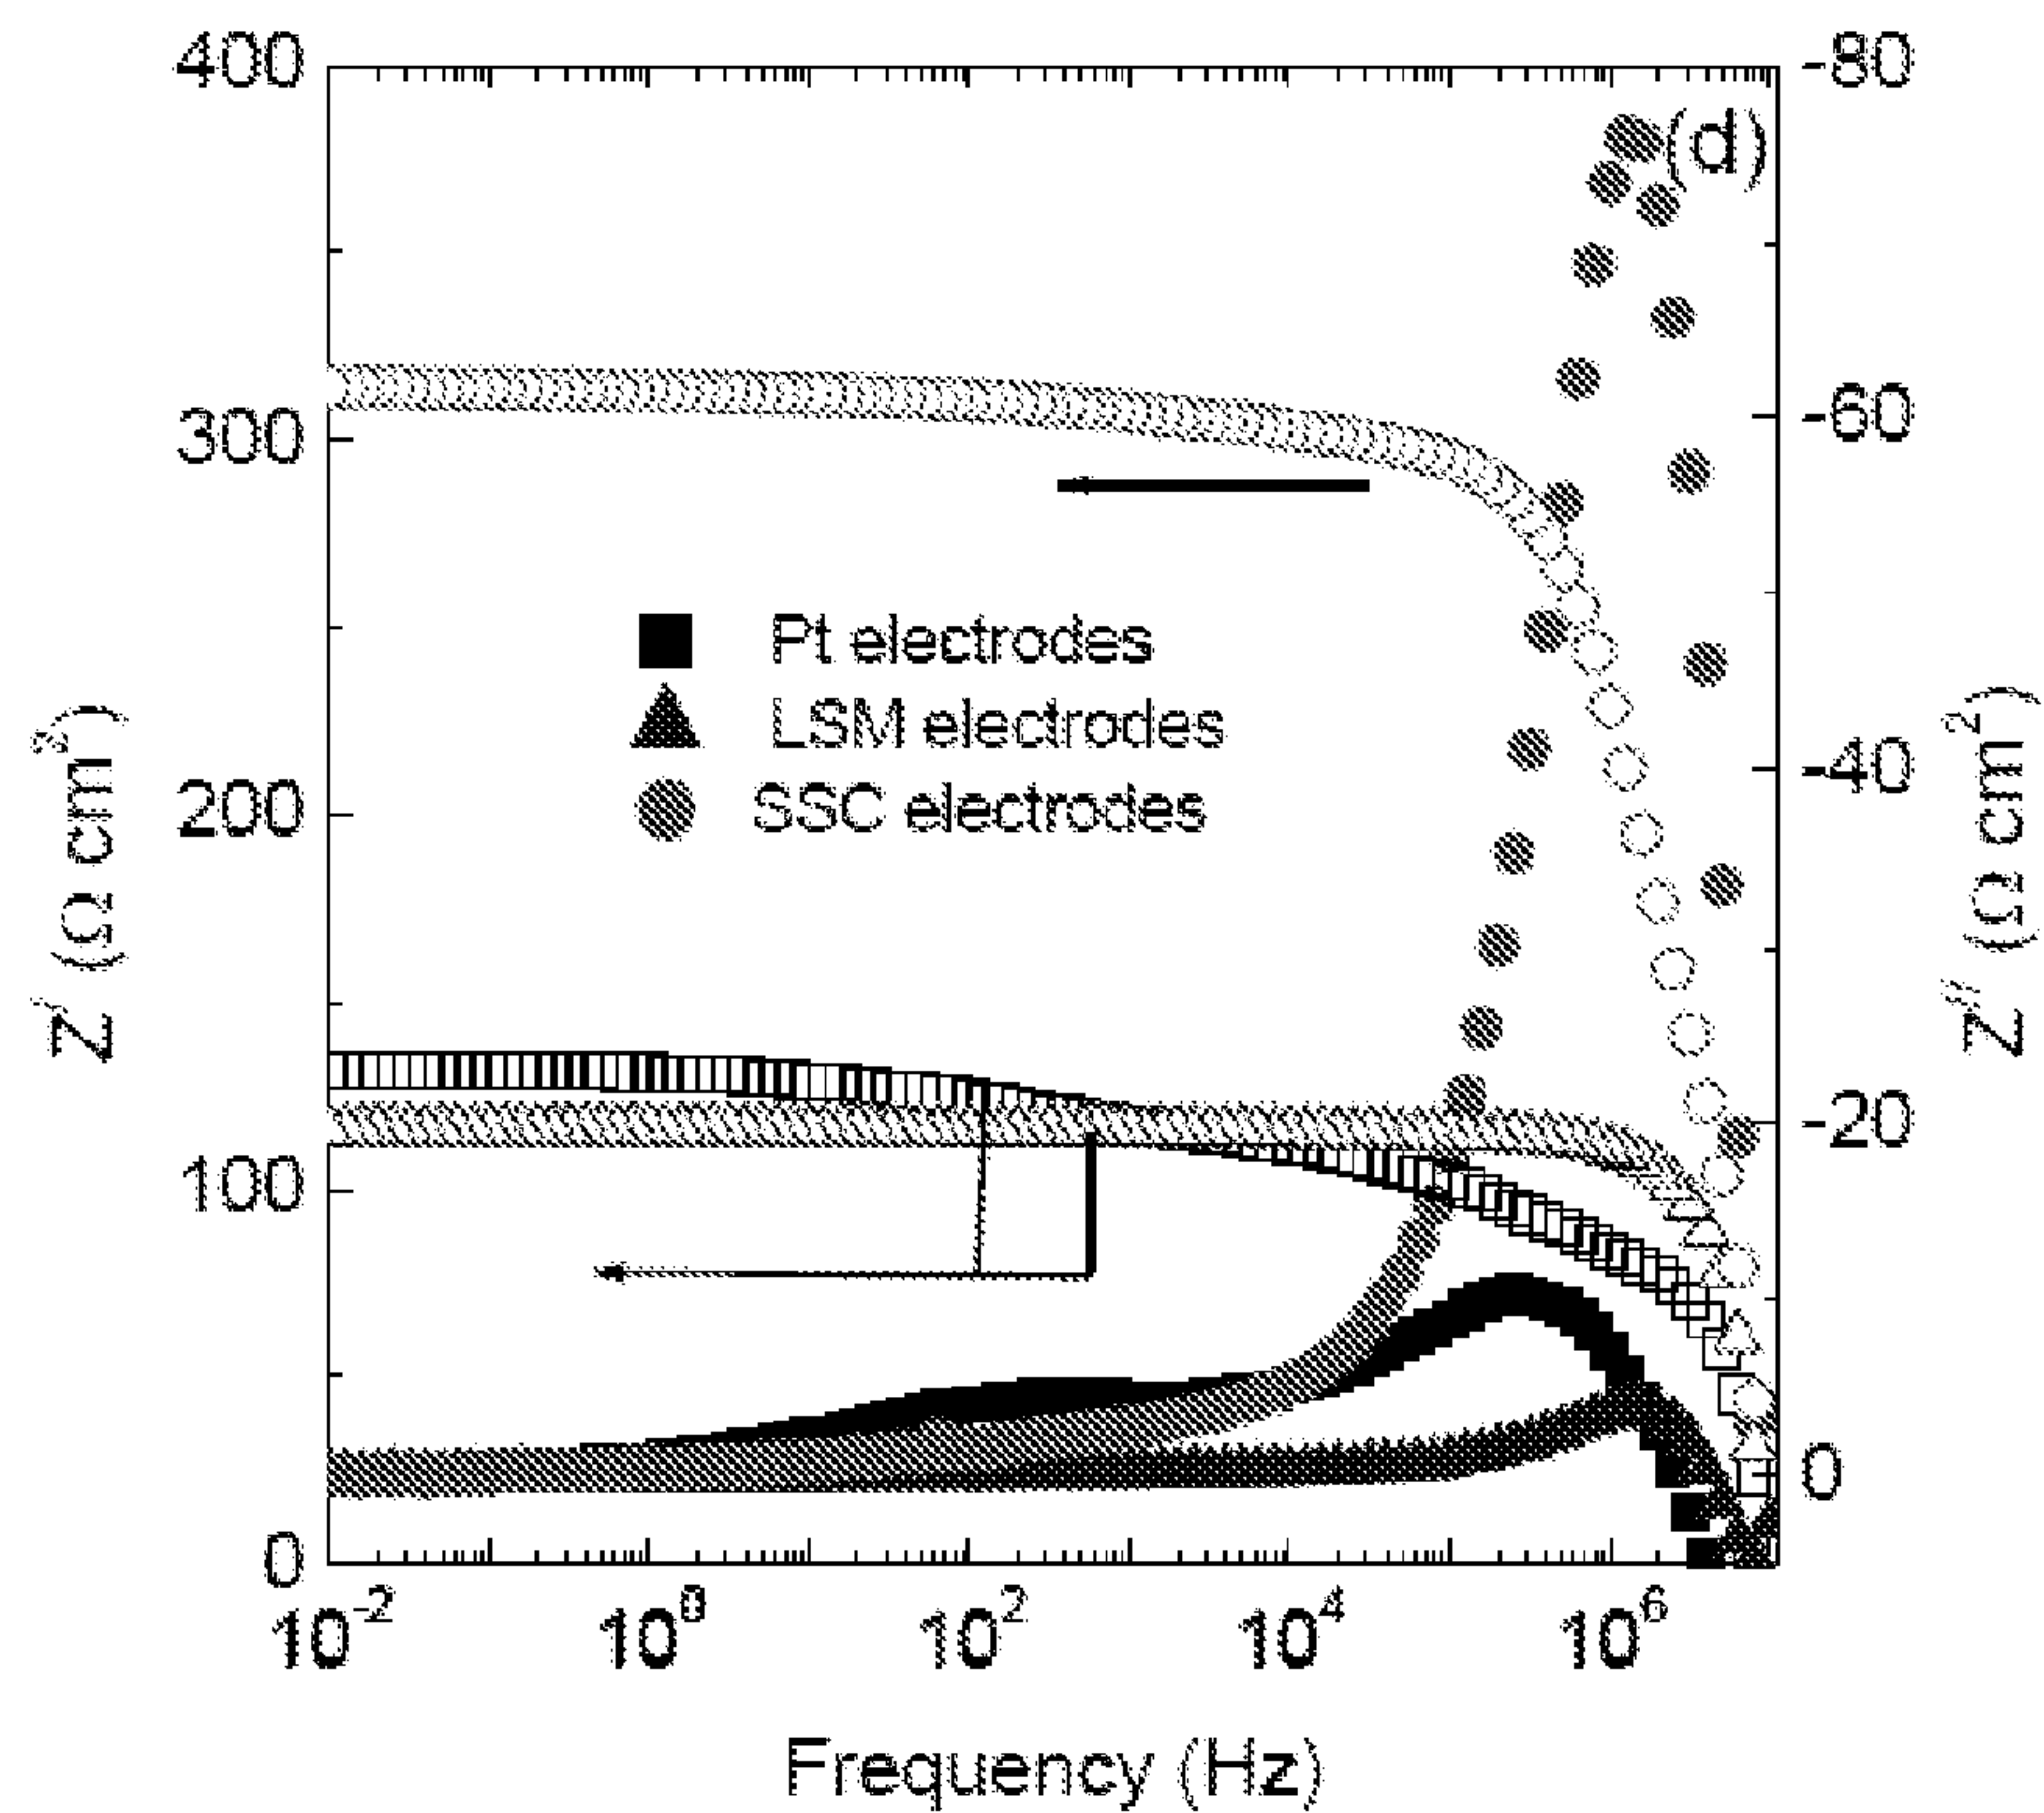 400
300
200
100
0
Z′ (Ω cm³)
-80
-60
-40
-20
0
Z″ (Ω cm²)
(d)
Pt electrodes
LSM electrodes
SSC electrodes
10⁻² 10⁰ 10² 10⁴ 10⁶
Frequency (Hz)